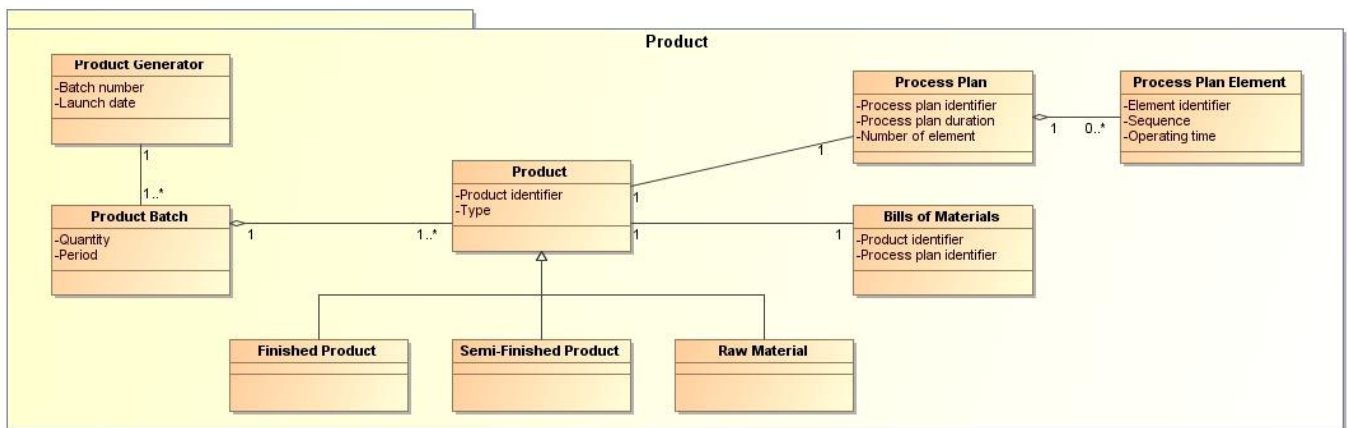 Product
Product Generator
-Batch number
-Launch date
1
1..*
Product Batch
-Quantity
-Period
1
1..*
Product
-Product identifier
-Type
1
1
Process Plan
-Process plan identifier
-Process plan duration
-Number of element
1
0..*
Process Plan Element
-Element identifier
-Sequence
-Operating time
1
1
Bills of Materials
-Product identifier
-Process plan identifier
Finished Product
Semi-Finished Product
Raw Material